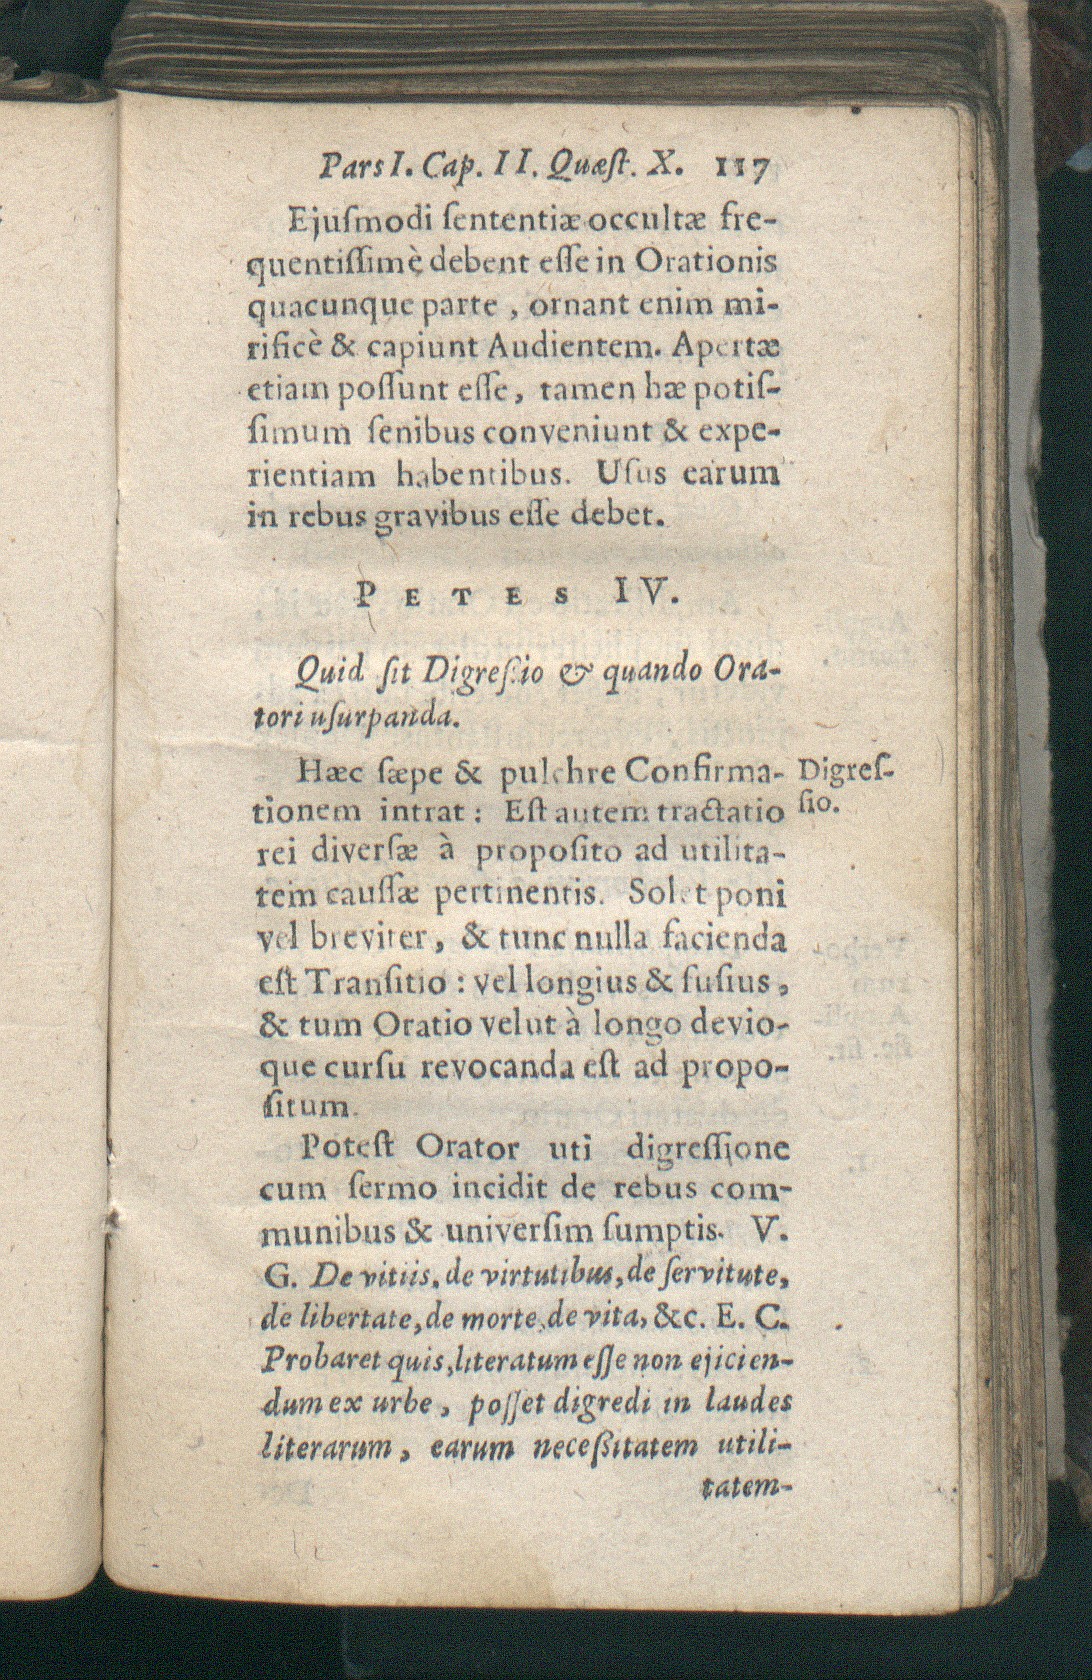 Pars I. Cap. II. Quæſt. X. 117
Ejuſmodi ſententiæ occultæ fre-
quentiſſimè debent eſſe in Orationis
quacunque parte, ornant enim mi-
rificè & capiunt Audientem. Apertæ
etiam poſſunt eſſe, tamen hæ potiſ-
ſimum ſenibus conveniunt & expe-
rientiam habentibus. Uſus earum
in rebus gravibus eſſe debet.
PETES IV.
Quid ſit Digreſſio & quando Ora-
tori uſurpanda.
Hæc ſæpe & pulchre Confirma-
tionem intrat: Eſt autem tractatio
rei diverſæ à propoſito ad utilita-
tem cauſſæ pertinentis. Solet poni
vel breviter, & tunc nulla facienda
eſt Tranſitio: vel longius & fuſius,
& tum Oratio velut à longo devio-
que curſu revocanda eſt ad propo-
ſitum.
Digreſ-
ſio.
Poteſt Orator uti digreſſione
cum ſermo incidit de rebus com-
munibus & univerſim ſumptis. V.
G. De vitiis, de virtutibus, de ſervitute,
de libertate, de morte, de vita, &c. E. C.
Probaret quis, literatum eſſe non ejicien-
dum ex urbe, poſſet digredi in laudes
literarum, earum neceßitatem utili-
tatem-